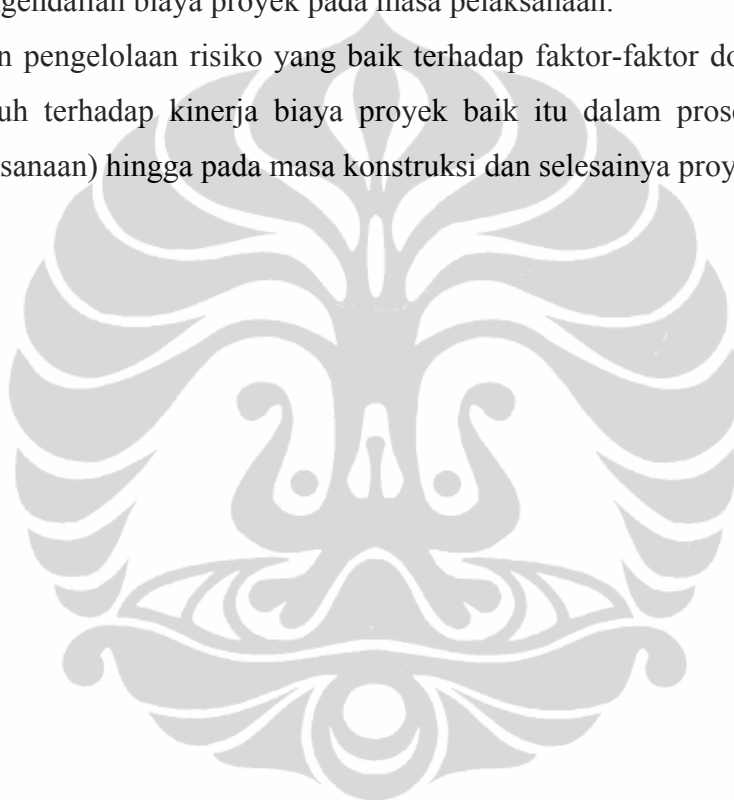 gendalian biaya proyek pada masa pelaksanaan.
n pengelolaan risiko yang baik terhadap faktor-faktor do
uh terhadap kinerja biaya proyek baik itu dalam prose
sanaan) hingga pada masa konstruksi dan selesainya proy